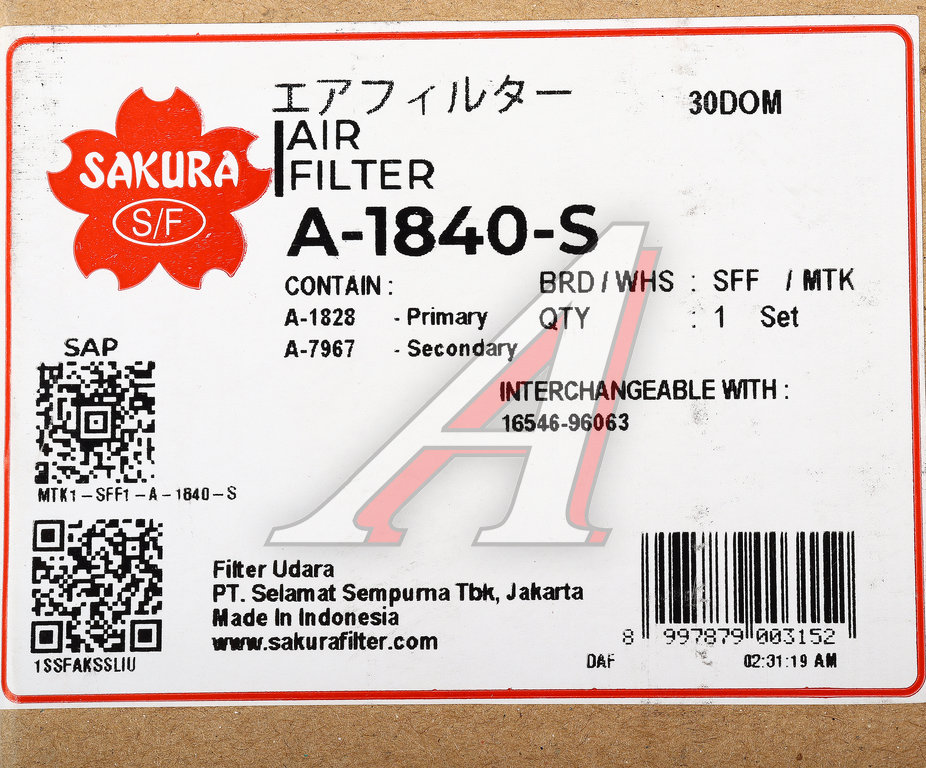 エアフィルター
30DOM
AIR
FILTER
SAKURA
S/F
A-1840-S
CONTAIN :
A-1828 - Primary
A-7967 - Secondary
BRD / WHS : SFF / MTK
QTY : 1 Set
INTERCHANGEABLE WITH :
16546-96063
SAP
MTK1-SFF1-A-1840-S
1SSFAKSSLIU
Filter Udara
PT. Selamat Sempurna Tbk, Jakarta
Made In Indonesia
www.sakurafilter.com
8 997879 003152
DAF 02:31:19 AM
A